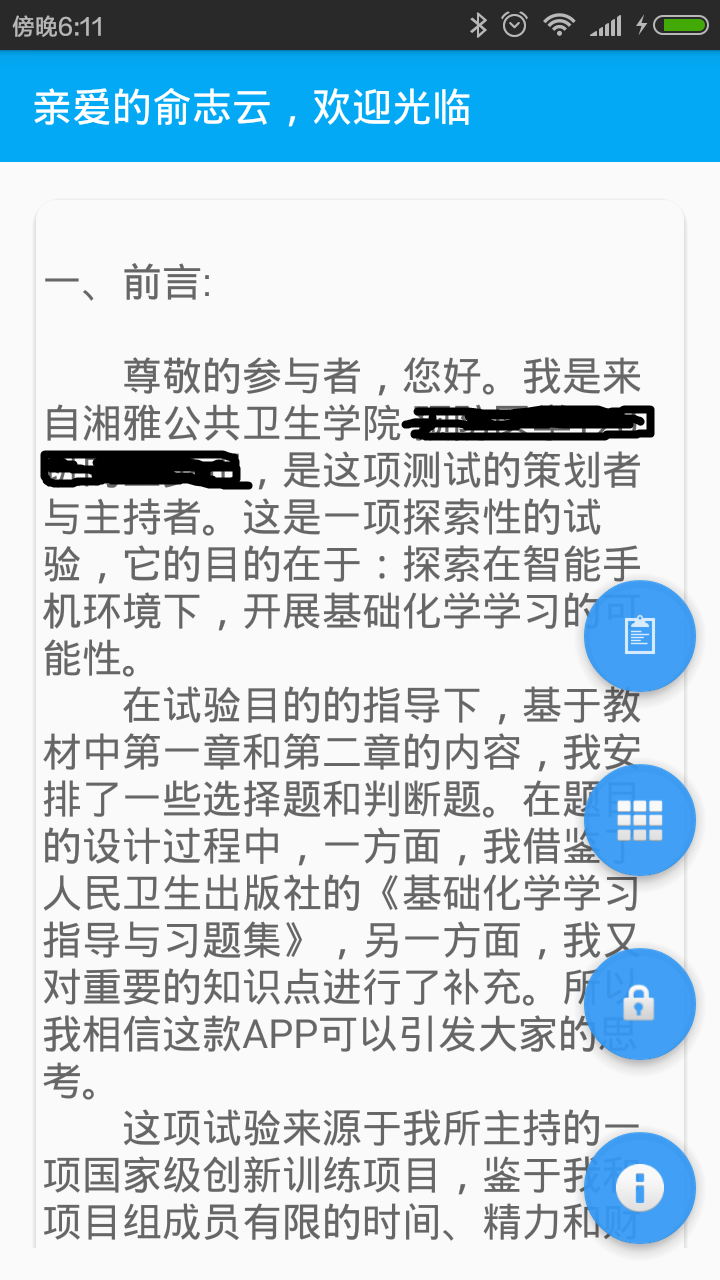 傍晚6:11
亲爱的俞志云，欢迎光临
一、前言:
尊敬的参与者，您好。我是来
自湘雅公共卫生学院
，是这项测试的策划者
与主持者。这是一项探索性的试
验，它的目的在于：探索在智能手
机环境下，开展基础化学学习的可
能性。
在试验目的的指导下，基于教
材中第一章和第二章的内容，我安
排了一些选择题和判断题。在题目
的设计过程中，一方面，我借鉴了
人民卫生出版社的《基础化学学习
指导与习题集》，另一方面，我又
对重要的知识点进行了补充。所以
我相信这款APP可以引发大家的思
考。
这项试验来源于我所主持的一
项国家级创新训练项目，鉴于我和
项目组成员有限的时间、精力和财